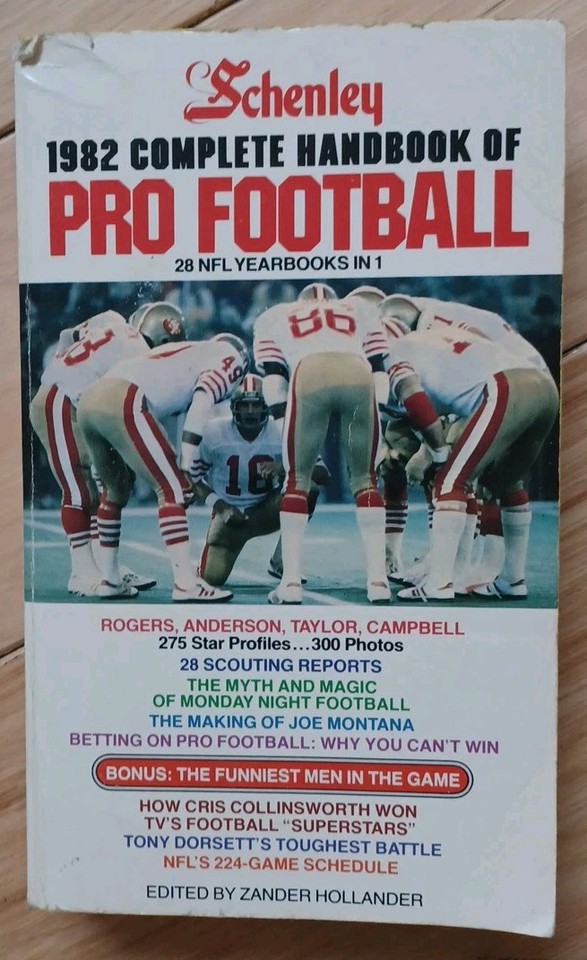 Schenley
1982 COMPLETE HANDBOOK OF
PRO FOOTBALL
28 NFL YEARBOOKS IN 1
86
49
16
ROGERS, ANDERSON, TAYLOR, CAMPBELL
275 Star Profiles...300 Photos
28 SCOUTING REPORTS
THE MYTH AND MAGIC
OF MONDAY NIGHT FOOTBALL
THE MAKING OF JOE MONTANA
BETTING ON PRO FOOTBALL: WHY YOU CAN'T WIN
BONUS: THE FUNNIEST MEN IN THE GAME
HOW CRIS COLLINSWORTH WON
TV'S FOOTBALL "SUPERSTARS"
TONY DORSETT'S TOUGHEST BATTLE
NFL'S 224-GAME SCHEDULE
EDITED BY ZANDER HOLLANDER